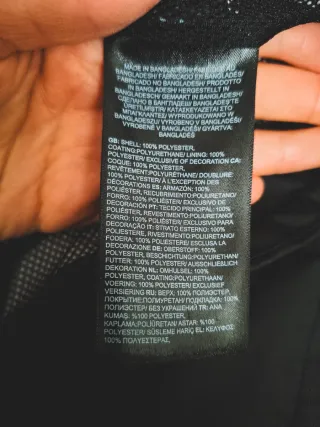 MADE IN BANGLADESH/ FABRIQUÉ AU
BANGLADESH/ FABRICADO EN BANGLADÉS/
FABRICADO NO BANGLADESH/ PRODOTTO
IN BANGLADESH/ HERGESTELLT IN
BANGLADESCH/ GEMAAKT IN BANGLADESH/
СДЕЛАНО В БАНГЛАДЕШ/ BANGLADEŞ'TE
ÜRETİLMİŞTİR/ ΚΑΤΑΣΚΕΥΑΖΕΤΑΙ ΣΤΟ
ΜΠΑΝΓΚΛΑΝΤΕΣ/ WYPRODUKOWANO W
BANGLADESZU/ VYROBENO V BANGLADÉŠI/
VYROBENÉ V BANGLADÉŠI/ GYÁRTVA:
BANGLADES
GB: SHELL: 100% POLYESTER,
COATING:POLYURETHANE/ LINING: 100%
POLYESTER/ EXCLUSIVE OF DECORATION CA:
COQUE: 100% POLYESTER,
REVÊTEMENT:POLYURÉTHANE/ DOUBLURE:
100% POLYESTER/ À L'EXCEPTION DES
DÉCORATIONS ES: ARMAZÓN: 100%
POLIÉSTER, RECUBRIMIENTO:POLIURETANO/
FORRO: 100% POLIÉSTER/ EXCLUSIVO DE
DECORACIÓN PT: TECIDO PRINCIPAL: 100%
POLIÉSTER, REVESTIMENTO:POLIURETANO/
FORRO: 100% POLIÉSTER/ EXCLUSIVO PARA
DECORAÇÃO IT: STRATO ESTERNO: 100%
POLIESTERE, RIVESTIMENTO:POLIURETANO/
FODERA: 100% POLIESTERE/ ESCLUSA LA
DECORAZIONE DE: OBERSTOFF: 100%
POLYESTER, BESCHICHTUNG:POLYURETHAN/
FUTTER: 100% POLYESTER/ AUSSCHLIEẞLICH
DEKORATION NL: OMHULSEL: 100%
POLYESTER, COATING:POLYURETHAAN/
VOERING: 100% POLYESTER/ EXCLUSIEF
VERSIERING RU: ВЕРХ: 100% ПОЛИЭСТЕР,
ПОКРЫТИЕ:ПОЛИУРЕТАН/ ПОДКЛАДКА: 100%
ПОЛИЭСТЕР/ БЕЗ УКРАШЕНИЙ TR: ANA
KUMAŞ: %100 POLYESTER,
KAPLAMA:POLİÜRETAN/ ASTAR: %100
POLYESTER/ SÜSLEME HARİÇ EL: ΚΕΛΥΦΟΣ:
100% ΠΟΛΥΕΣΤΕΡΑΣ,